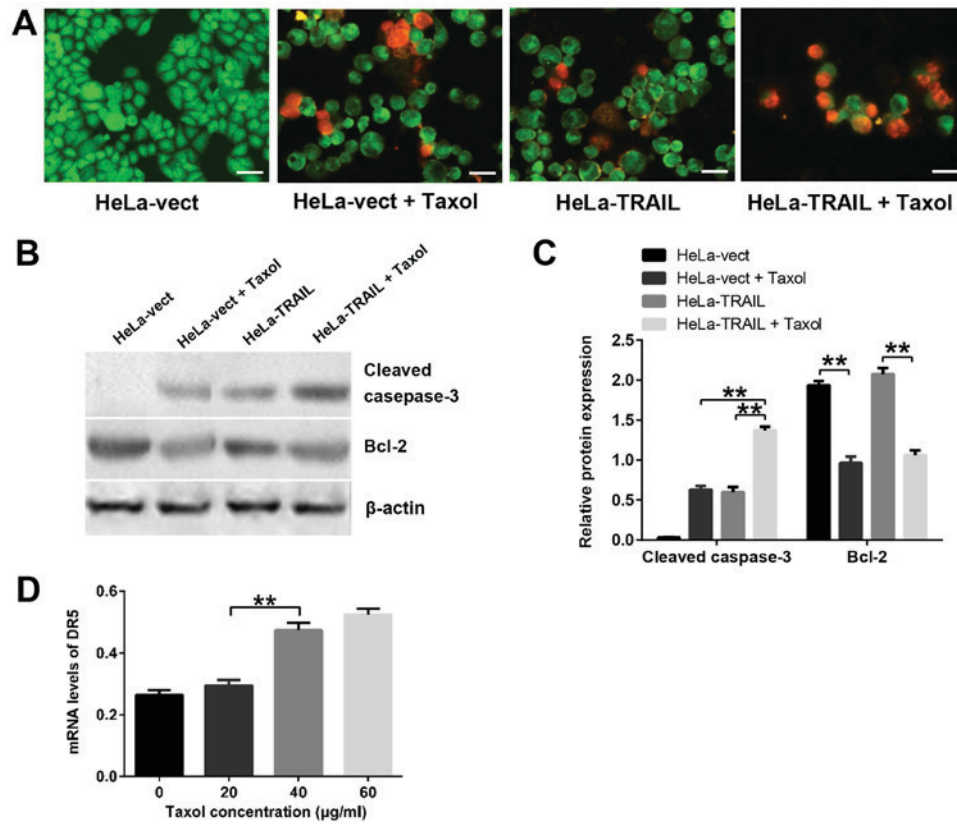 A
HeLa-vect
HeLa-vect + Taxol
HeLa-TRAIL
HeLa-TRAIL + Taxol
B
HeLa-vect
HeLa-vect + Taxol
HeLa-TRAIL
HeLa-TRAIL + Taxol
Cleaved
casepase-3
Bcl-2
β-actin
C
HeLa-vect
HeLa-vect + Taxol
HeLa-TRAIL
HeLa-TRAIL + Taxol
Relative protein expression
2.5
2.0
1.5
1.0
0.5
0.0
**
**
**
**
Cleaved caspase-3
Bcl-2
D
mRNA levels of DR5
0.6
0.4
0.2
0.0
**
0
20
40
60
Taxol concentration (μg/ml)